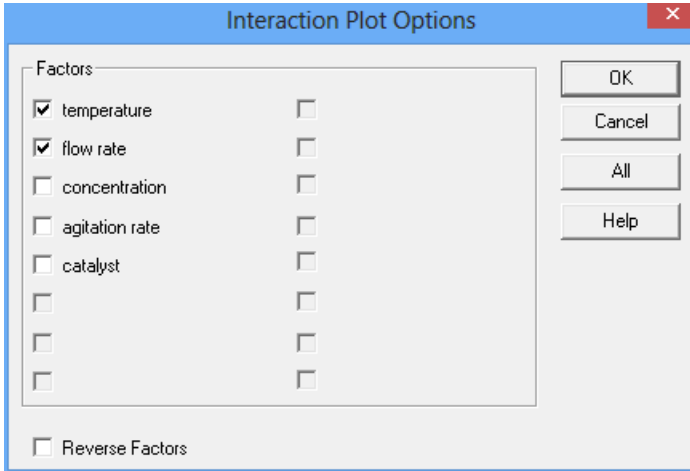 Interaction Plot Options
Factors
temperature
flow rate
concentration
agitation rate
catalyst
Reverse Factors
OK
Cancel
All
Help